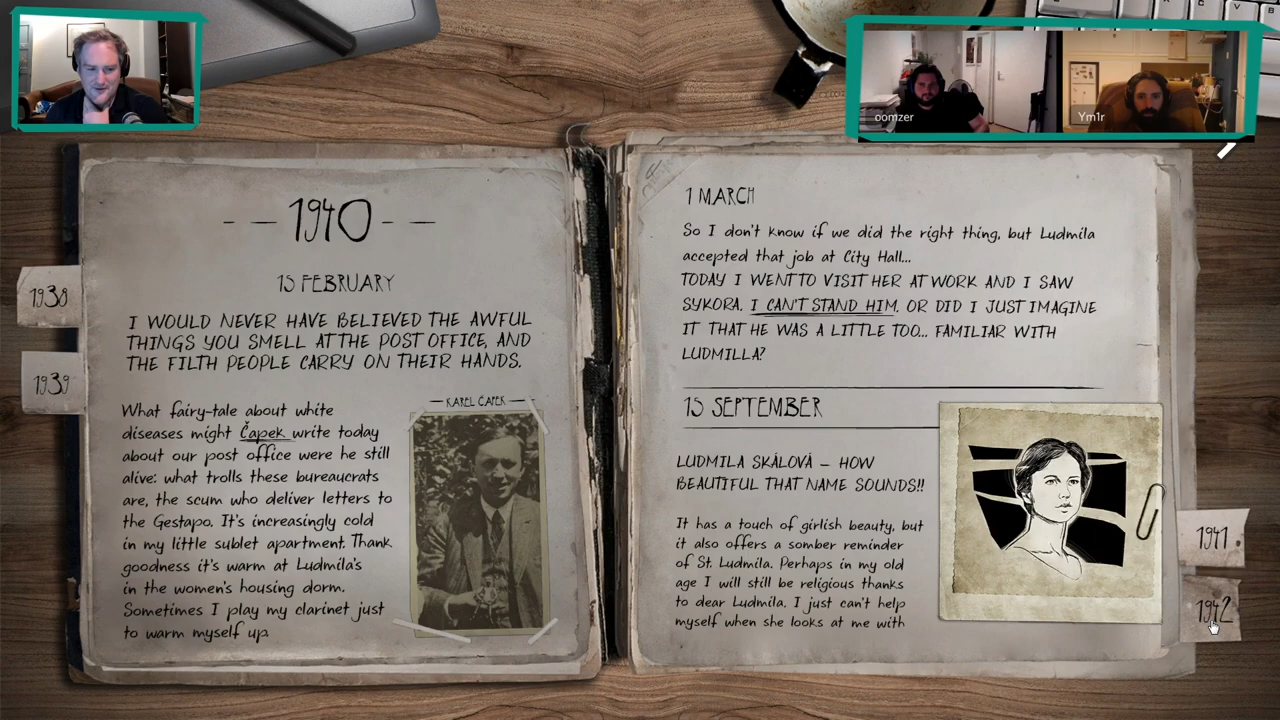 oomzer
Ym1r
1938
1939
1940
15 FEBRUARY
I WOULD NEVER HAVE BELIEVED THE AWFUL
THINGS YOU SMELL AT THE POST OFFICE, AND
THE FILTH PEOPLE CARRY ON THEIR HANDS.
What fairy-tale about white
diseases might Čapek write today
about our post office were he still
alive: what trolls these bureaucrats
are, the scum who deliver letters to
the Gestapo. It's increasingly cold
in my little sublet apartment. Thank
goodness it's warm at Ludmila's
in the women's housing dorm.
Sometimes I play my clarinet just
to warm myself up.
KAREL ČAPEK
1 MARCH
So I don't know if we did the right thing, but Ludmila
accepted that job at City Hall...
TODAY I WENT TO VISIT HER AT WORK AND I SAW
SYKORA. I CAN'T STAND HIM. OR DID I JUST IMAGINE
IT THAT HE WAS A LITTLE TOO... FAMILIAR WITH
LUDMILLA?
15 SEPTEMBER
LUDMILA SKÁLOVÁ – HOW
BEAUTIFUL THAT NAME SOUNDS!!
It has a touch of girlish beauty, but
it also offers a somber reminder
of St. Ludmila. Perhaps in my old
age I will still be religious thanks
to dear Ludmila. I just can't help
myself when she looks at me with
1941
1942